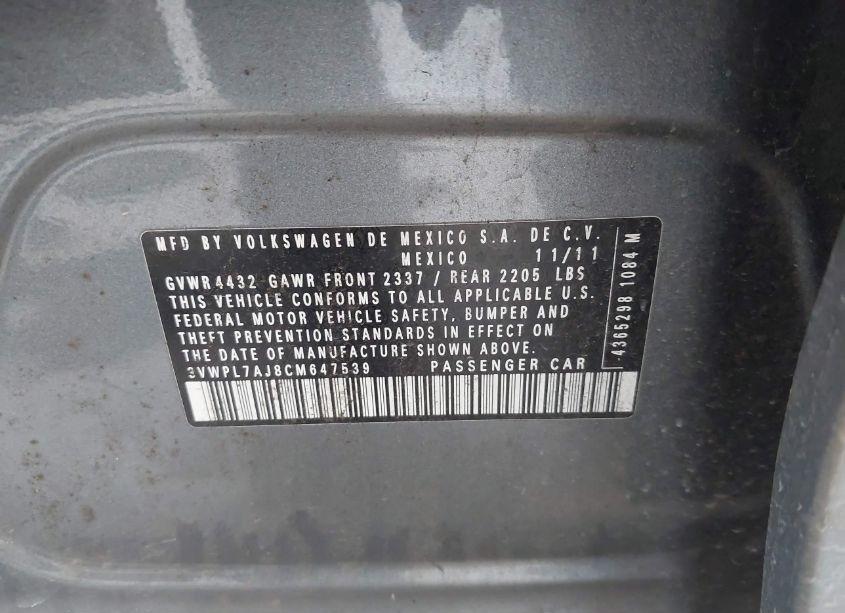 MFD BY VOLKSWAGEN DE MEXICO S.A. DE C.V.
MEXICO 11/11
GVWR 4432 GAWR FRONT 2337 / REAR 2205 LBS
THIS VEHICLE CONFORMS TO ALL APPLICABLE U.S.
FEDERAL MOTOR VEHICLE SAFETY, BUMPER AND
THEFT PREVENTION STANDARDS IN EFFECT ON
THE DATE OF MANUFACTURE SHOWN ABOVE.
3VWPL7AJ8CM647539 PASSENGER CAR
4365298 1084 M